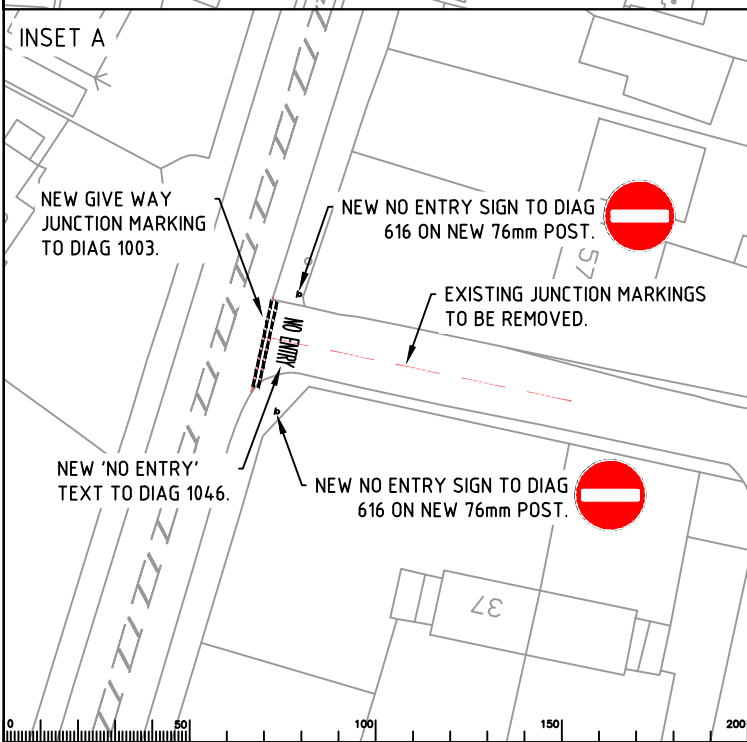 INSET A
NEW GIVE WAY
JUNCTION MARKING
TO DIAG 1003.
NEW NO ENTRY SIGN TO DIAG
616 ON NEW 76mm POST.
57
EXISTING JUNCTION MARKINGS
TO BE REMOVED.
NO ENTRY
NEW 'NO ENTRY'
TEXT TO DIAG 1046.
NEW NO ENTRY SIGN TO DIAG
616 ON NEW 76mm POST.
37
0 50 100 150 200